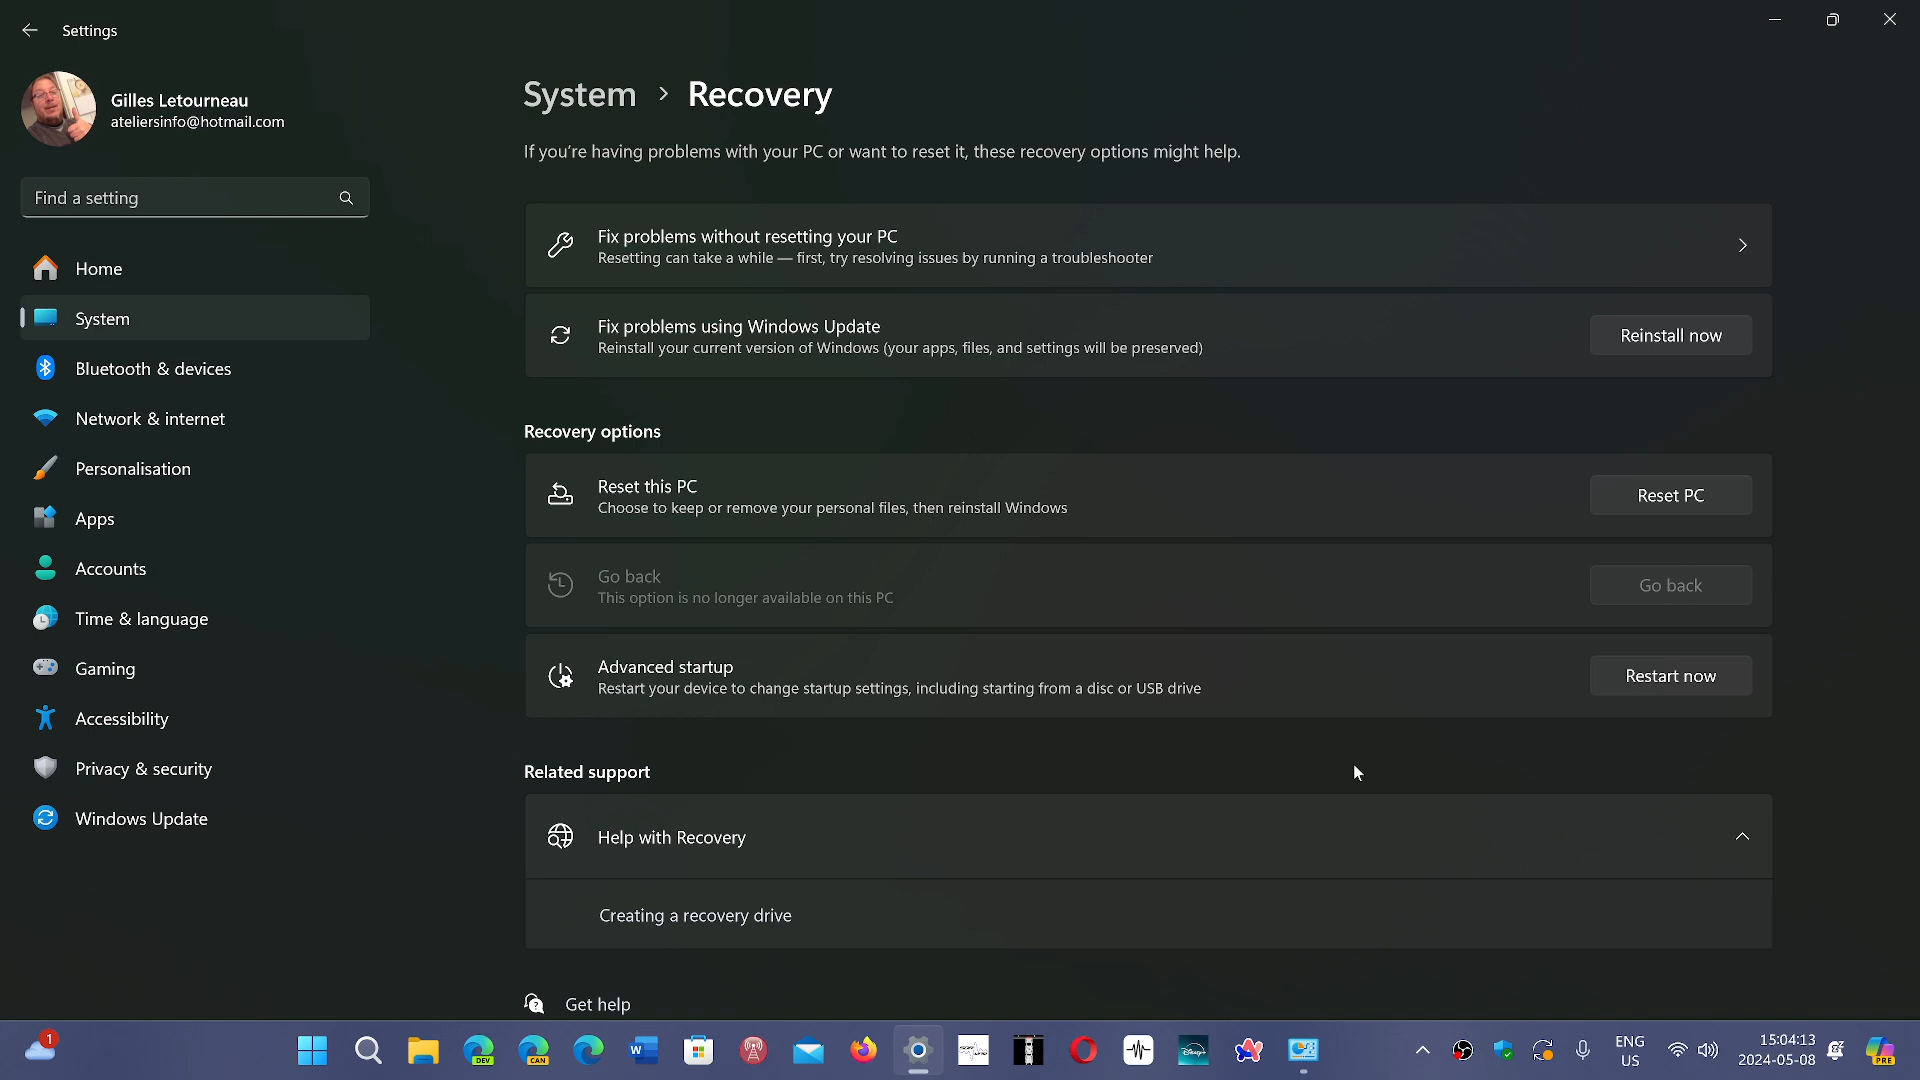 Settings
Gilles Letourneau
ateliersinfo@hotmail.com
Find a setting
Home
System
Bluetooth & devices
Network & internet
Personalisation
Apps
Accounts
Time & language
Gaming
Accessibility
Privacy & security
Windows Update
System > Recovery
If you're having problems with your PC or want to reset it, these recovery options might help.
Fix problems without resetting your PC
Resetting can take a while — first, try resolving issues by running a troubleshooter
Fix problems using Windows Update
Reinstall your current version of Windows (your apps, files, and settings will be preserved)
Reinstall now
Recovery options
Reset this PC
Choose to keep or remove your personal files, then reinstall Windows
Reset PC
Go back
This option is no longer available on this PC
Go back
Advanced startup
Restart your device to change startup settings, including starting from a disc or USB drive
Restart now
Related support
Help with Recovery
Creating a recovery drive
Get help
1
DEV
CAN
W
Disney+
ENG
US
15:04:13
2024-05-08
PRE